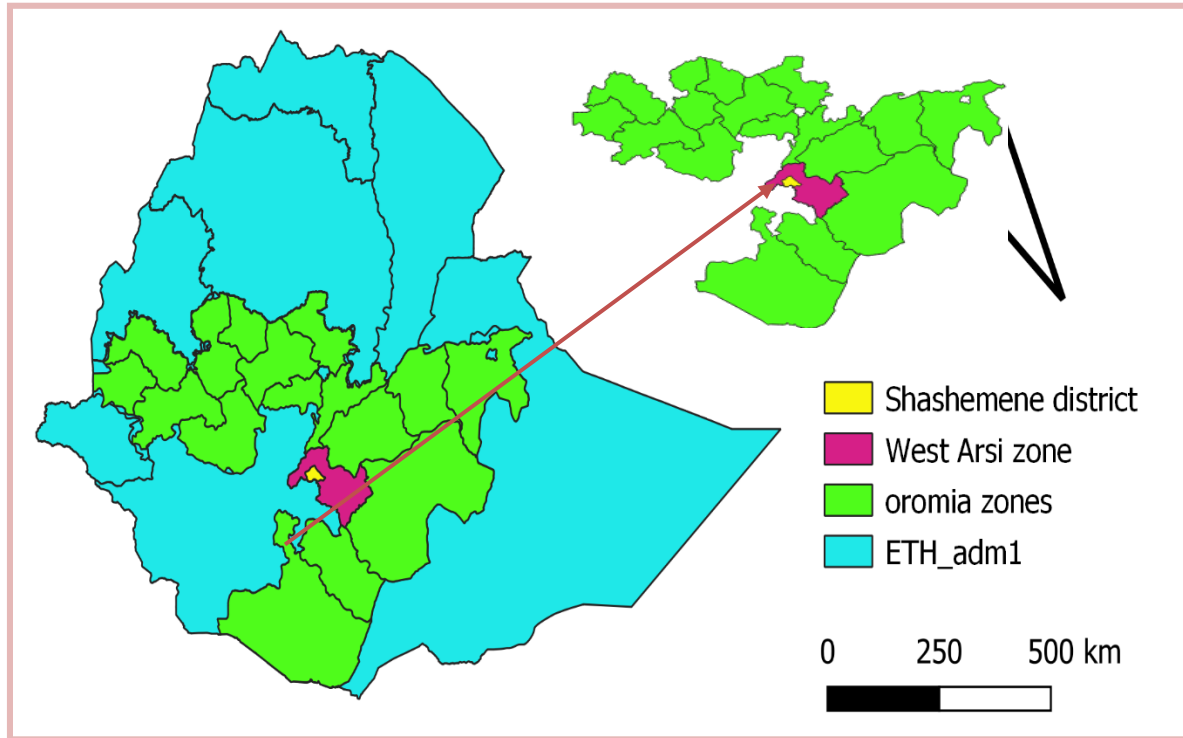 Shashemene district
West Arsi zone
oromia zones
ETH_adm1
0 250 500 km